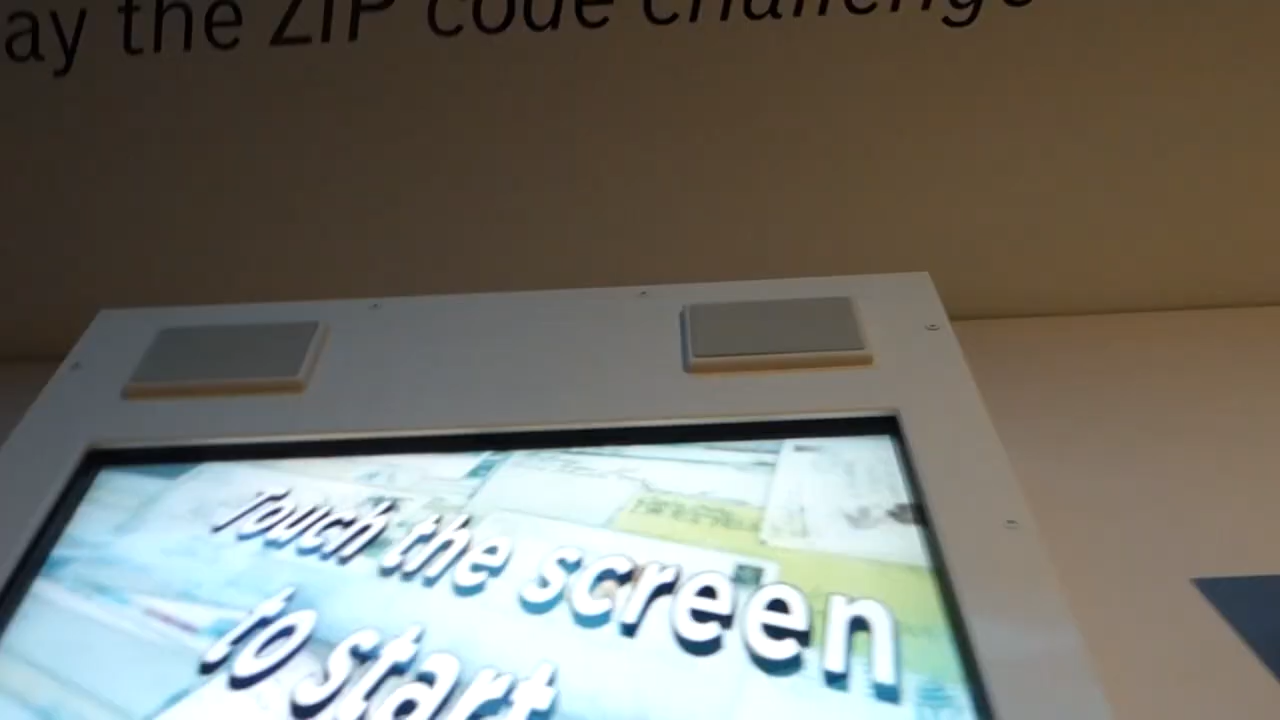 ay the ZIP code challenge
Touch the screen
to start